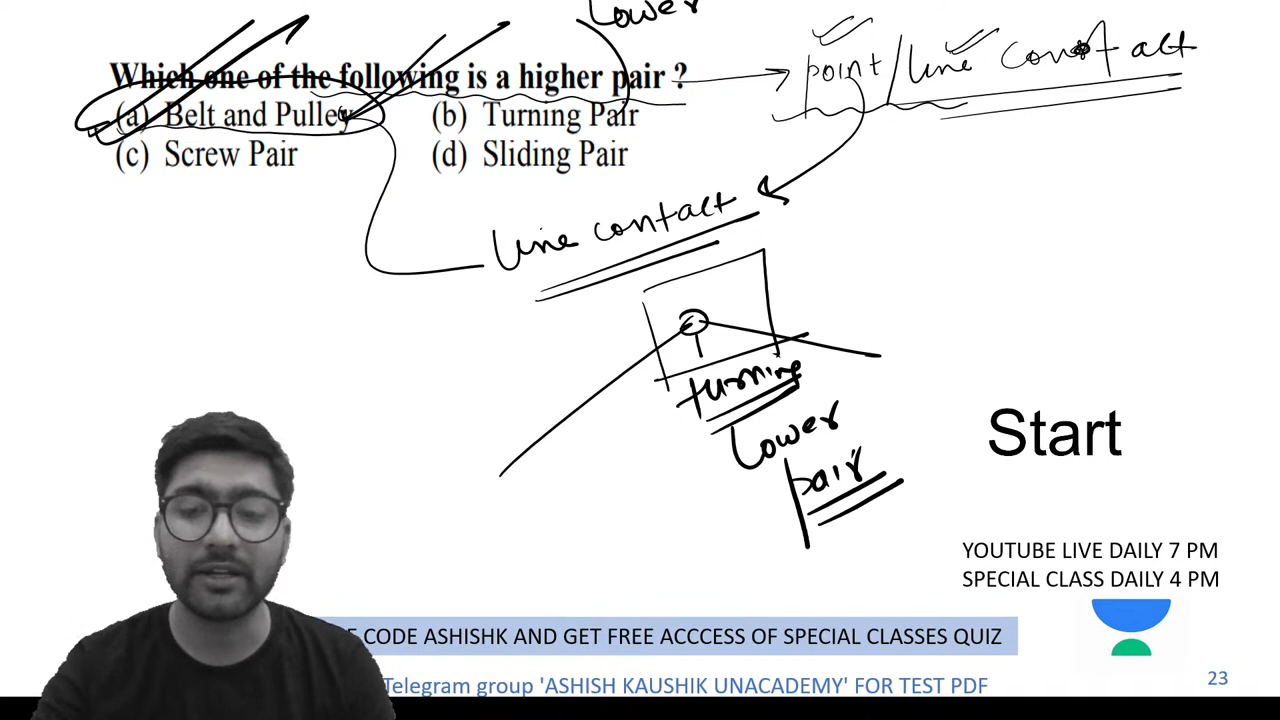 Lower
Which one of the following is a higher pair ?
point / line contact
(a) Belt and Pulley (b) Turning Pair
(c) Screw Pair (d) Sliding Pair
line contact
turning
Lower
pair
Start
YOUTUBE LIVE DAILY 7 PM
SPECIAL CLASS DAILY 4 PM
CODE ASHISHK AND GET FREE ACCCESS OF SPECIAL CLASSES QUIZ
Telegram group 'ASHISH KAUSHIK UNACADEMY' FOR TEST PDF
23